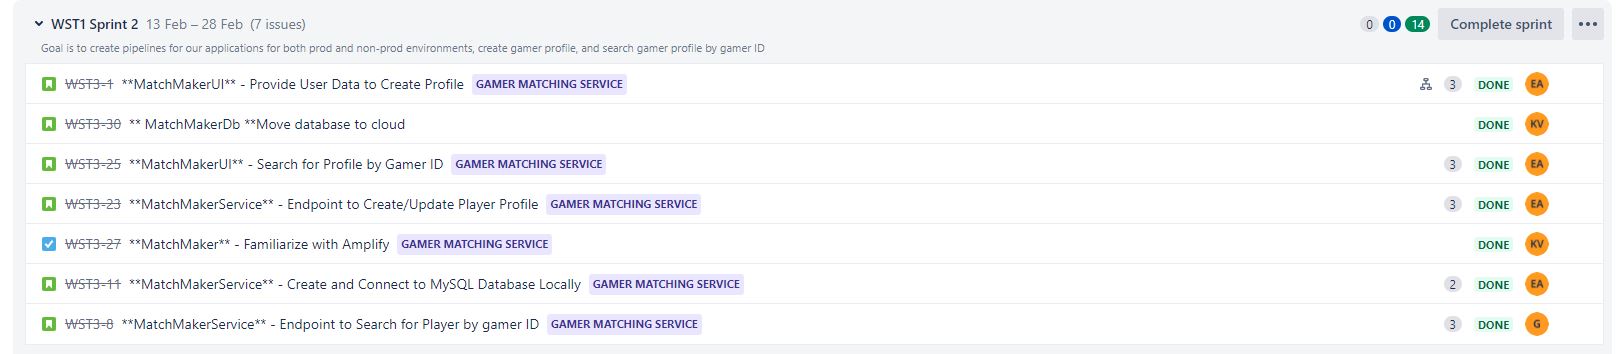 WST1 Sprint 2 13 Feb – 28 Feb (7 issues) 0 0 14 Complete sprint •••
Goal is to create pipelines for our applications for both prod and non-prod environments, create gamer profile, and search gamer profile by gamer ID
WST3-1 **MatchMakerUI** - Provide User Data to Create Profile GAMER MATCHING SERVICE 3 DONE EA
WST3-30 ** MatchMakerDb **Move database to cloud DONE KV
WST3-25 **MatchMakerUI** - Search for Profile by Gamer ID GAMER MATCHING SERVICE 3 DONE EA
WST3-23 **MatchMakerService** - Endpoint to Create/Update Player Profile GAMER MATCHING SERVICE 3 DONE EA
WST3-27 **MatchMaker** - Familiarize with Amplify GAMER MATCHING SERVICE DONE KV
WST3-11 **MatchMakerService** - Create and Connect to MySQL Database Locally GAMER MATCHING SERVICE 2 DONE EA
WST3-8 **MatchMakerService** - Endpoint to Search for Player by gamer ID GAMER MATCHING SERVICE 3 DONE G